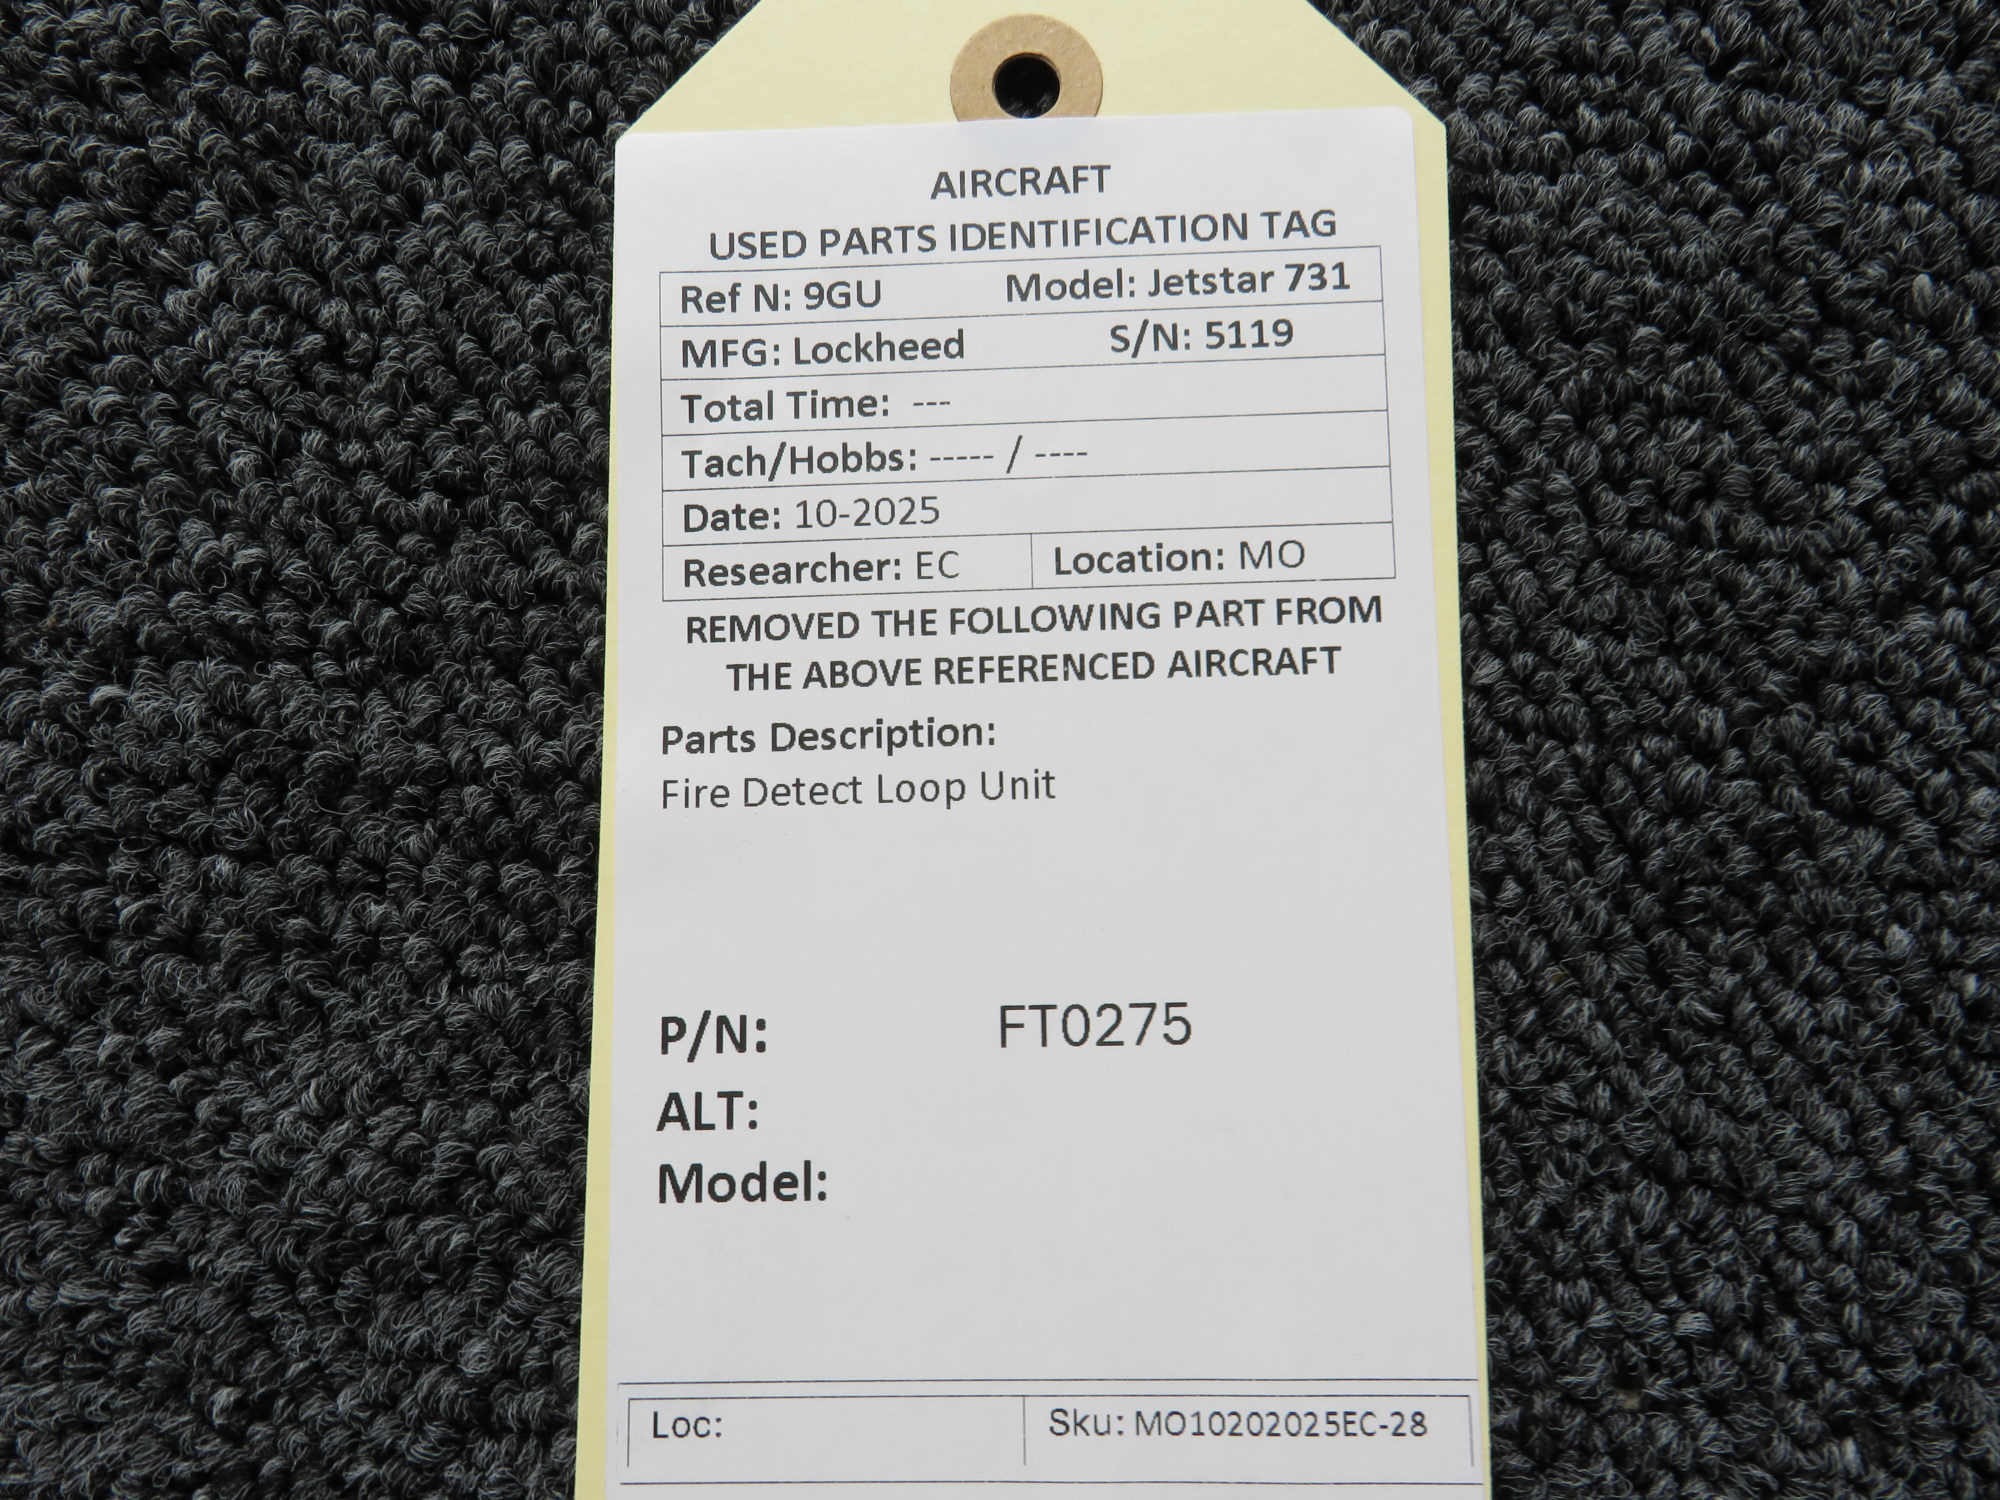 AIRCRAFT
USED PARTS IDENTIFICATION TAG
Ref N: 9GU Model: Jetstar 731
MFG: Lockheed S/N: 5119
Total Time: ---
Tach/Hobbs: ----- / ----
Date: 10-2025
Researcher: EC Location: MO
REMOVED THE FOLLOWING PART FROM
THE ABOVE REFERENCED AIRCRAFT
Parts Description:
Fire Detect Loop Unit
P/N: FT0275
ALT:
Model:
Loc: Sku: MO10202025EC-28